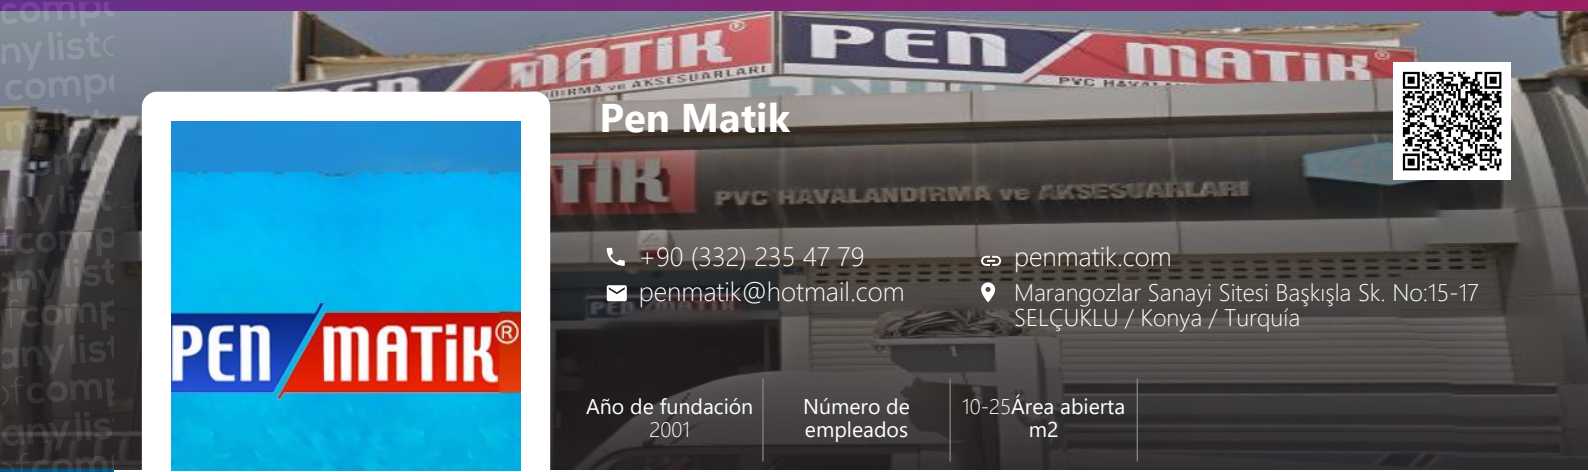 MATİK®
PEN MATİK®
PVC HAVALANDIRMA ve AKSESUARLARI
Pen Matik
PEN MATİK®
+90 (332) 235 47 79
penmatik.com
penmatik@hotmail.com
Marangozlar Sanayi Sitesi Başkışla Sk. No:15-17
SELÇUKLU / Konya / Turquía
Año de fundación
2001
Número de
empleados
10-25
Área abierta
m2